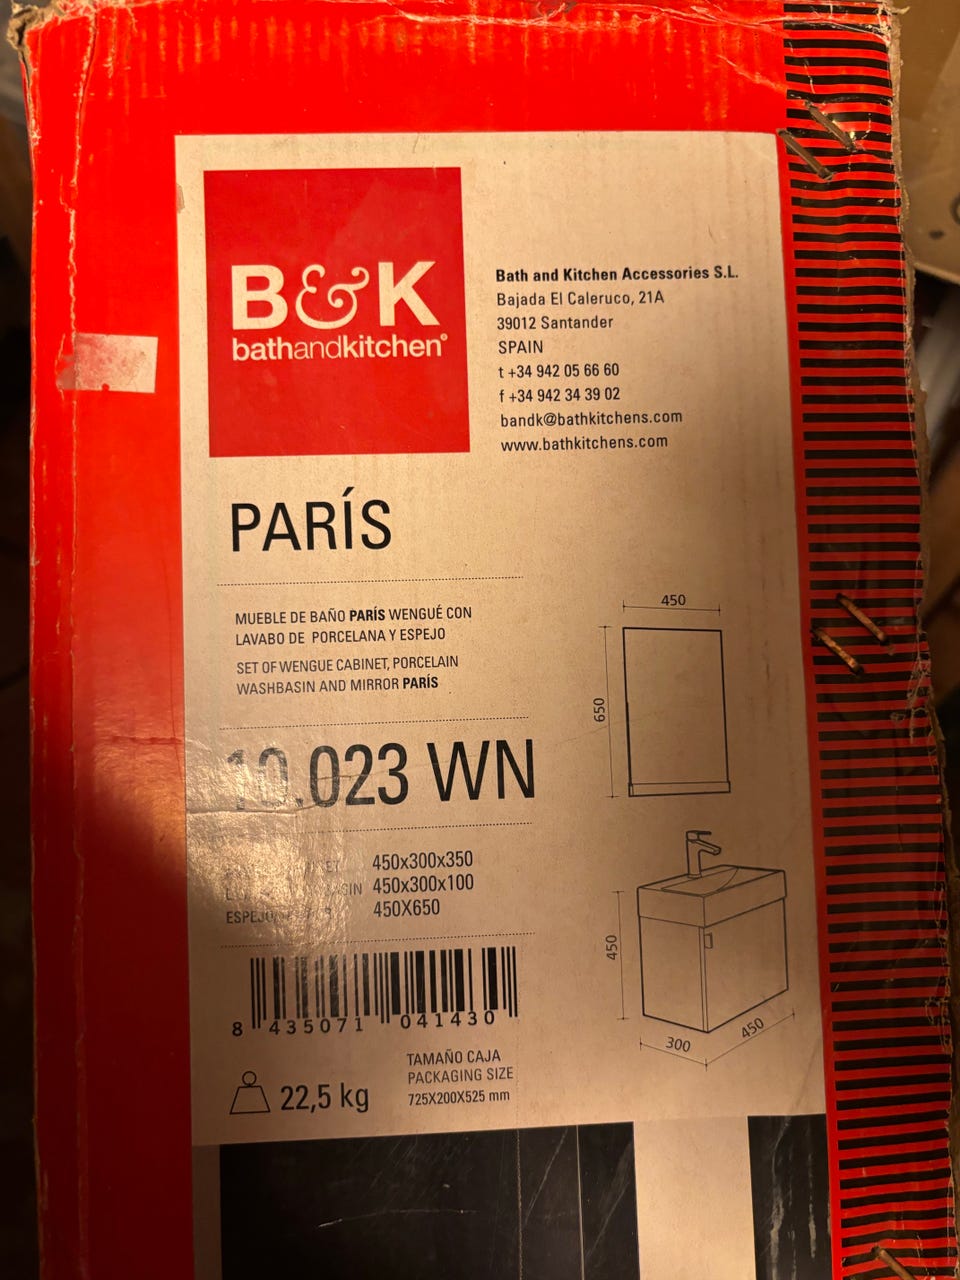 B&K
bathandkitchen®
Bath and Kitchen Accessories S.L.
Bajada El Caleruco, 21A
39012 Santander
SPAIN
t +34 942 05 66 60
f +34 942 34 39 02
bandk@bathkitchens.com
www.bathkitchens.com
PARÍS
MUEBLE DE BAÑO PARÍS WENGUÉ CON
LAVABO DE PORCELANA Y ESPEJO
SET OF WENGUE CABINET, PORCELAIN
WASHBASIN AND MIRROR PARÍS
10.023 WN
450x300x350
450x300x100
450X650
8 435071 041430
22,5 kg
TAMAÑO CAJA
PACKAGING SIZE
725X200X525 mm
450
650
450
300
450